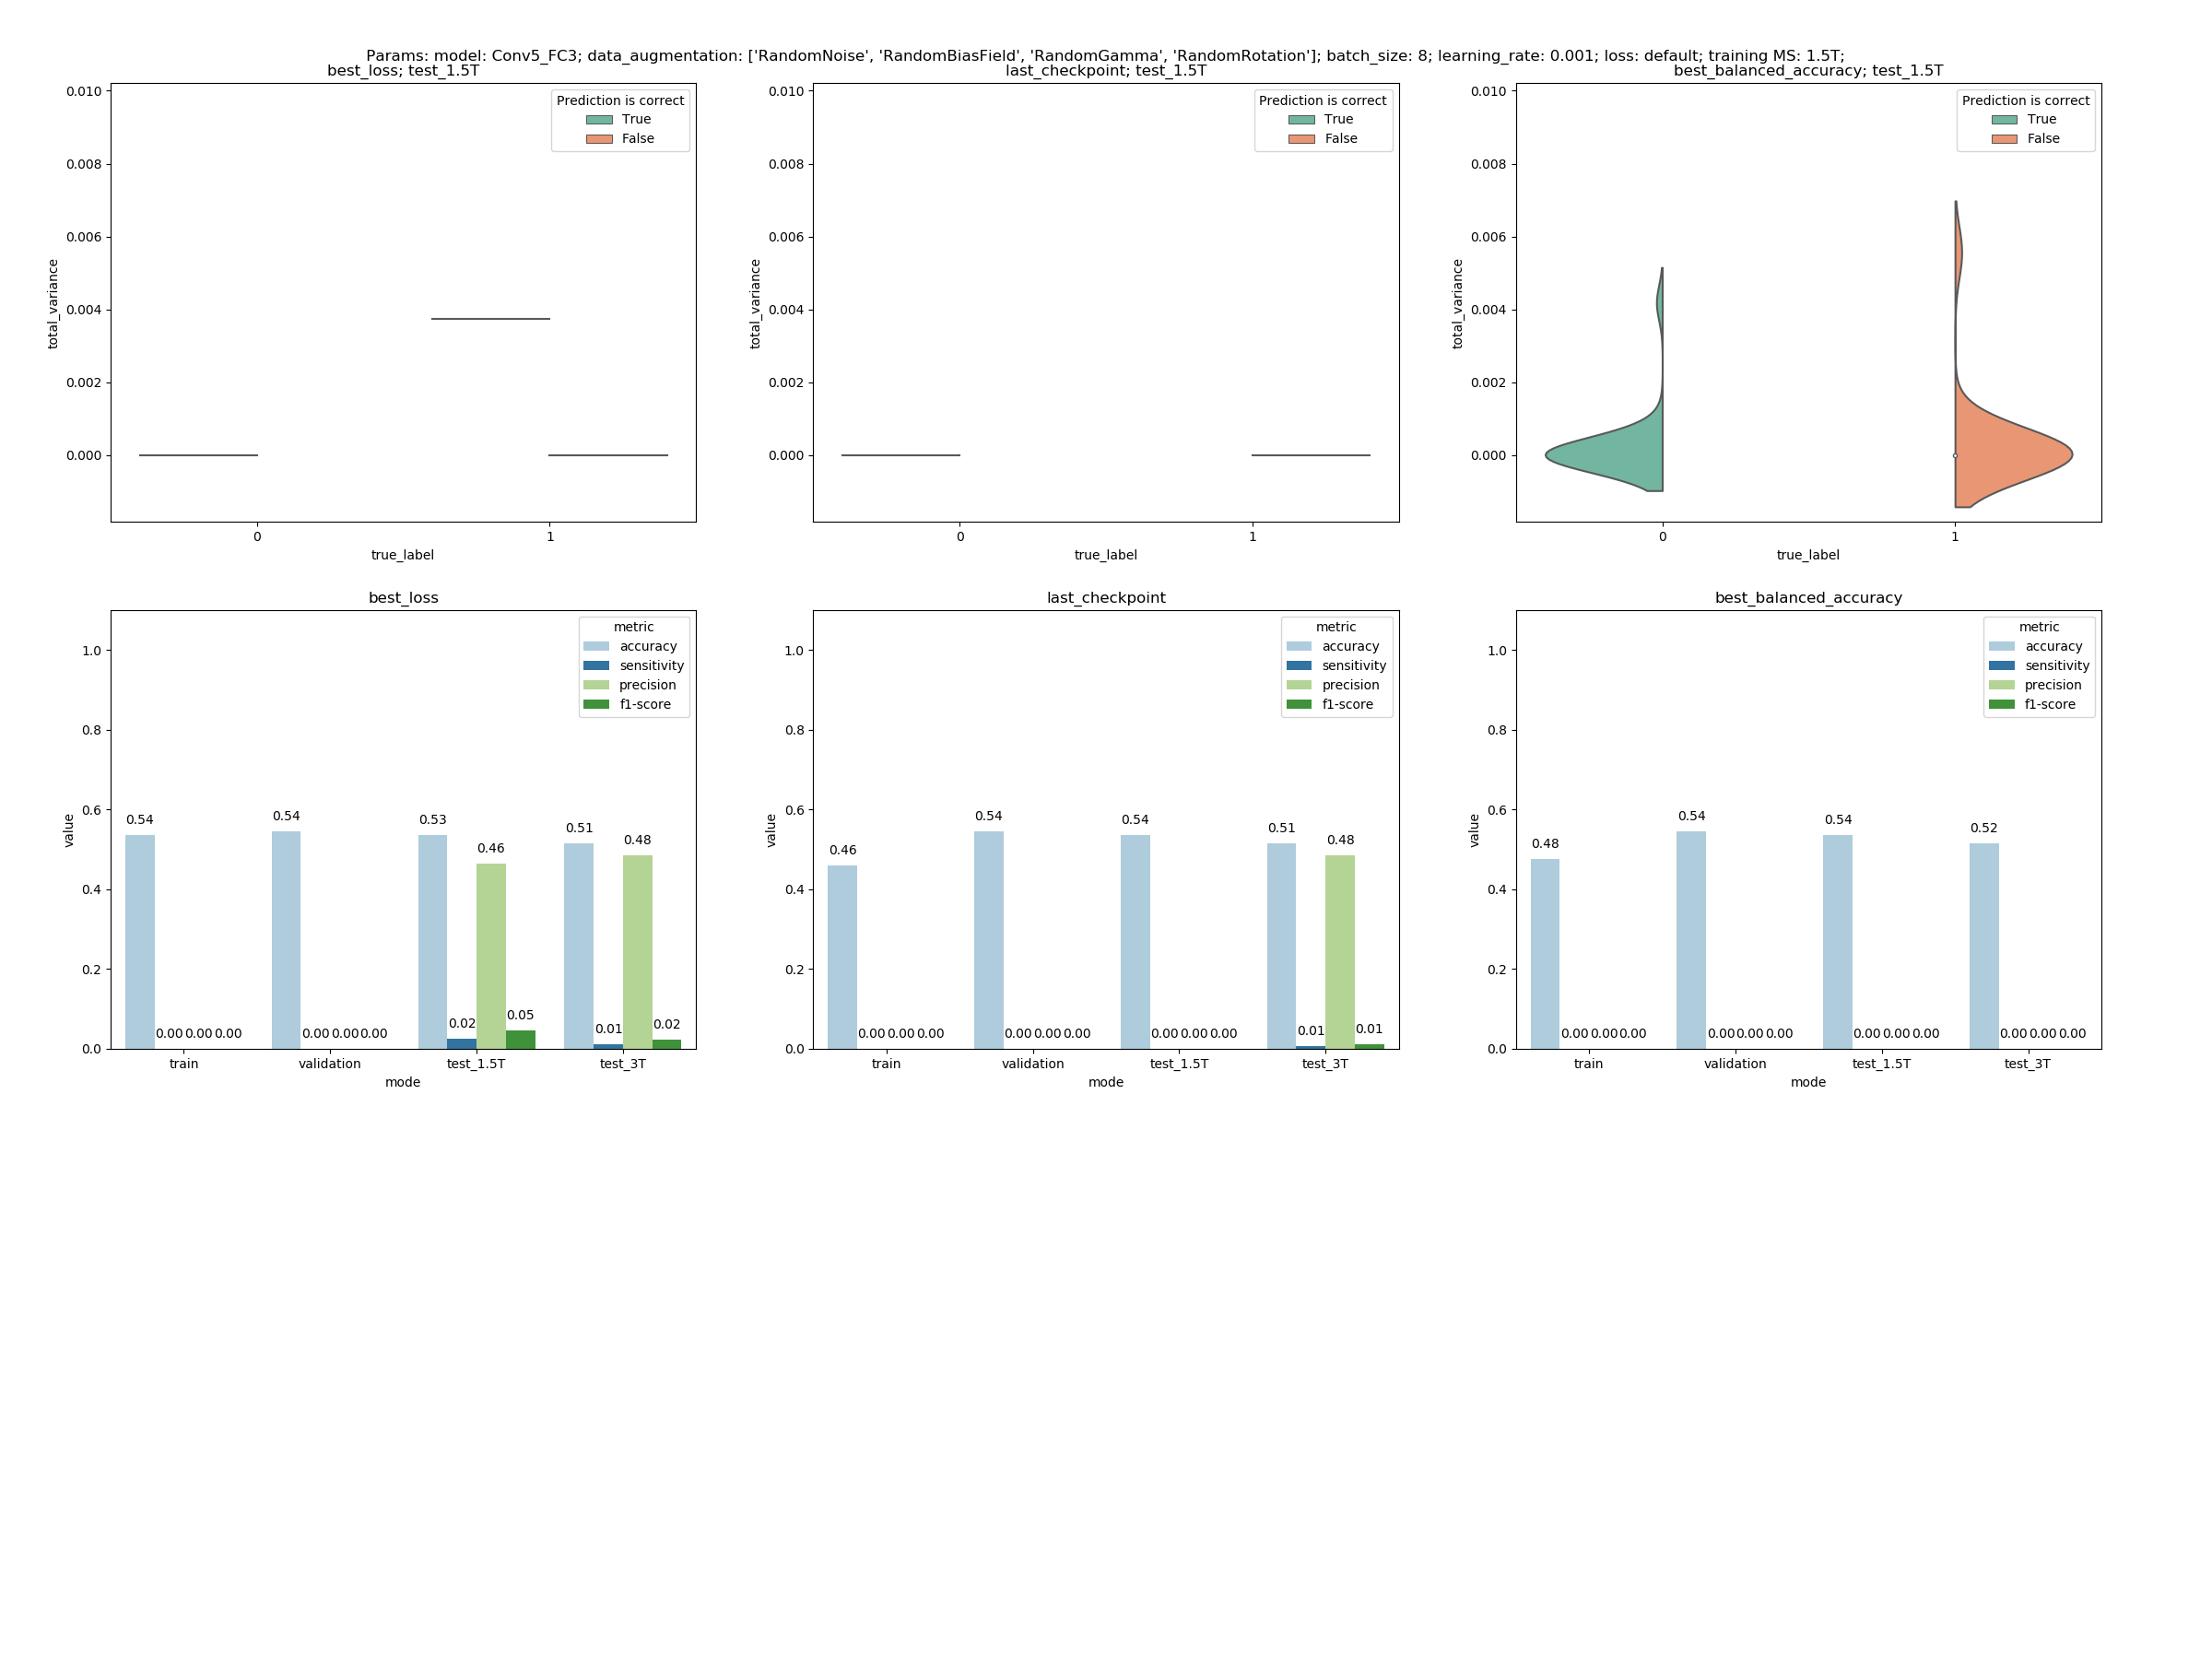 Params: model: Conv5_FC3; data_augmentation: ['RandomNoise', 'RandomBiasField', 'RandomGamma', 'RandomRotation']; batch_size: 8; learning_rate: 0.001; loss: default; training MS: 1.5T;
best_loss; test_1.5T
0.010
0.008
0.006
0.004
0.002
0.000
total_variance
Prediction is correct
True
False
0 1
true_label
last_checkpoint; test_1.5T
0.010
0.008
0.006
0.004
0.002
0.000
total_variance
Prediction is correct
True
False
0 1
true_label
best_balanced_accuracy; test_1.5T
0.010
0.008
0.006
0.004
0.002
0.000
total_variance
Prediction is correct
True
False
0 1
true_label
best_loss
1.0
0.8
0.6
0.4
0.2
0.0
value
metric
accuracy
sensitivity
precision
f1-score
0.54 0.00 0.00 0.00 0.54 0.00 0.00 0.00 0.53 0.02 0.46 0.05 0.51 0.01 0.48 0.02
train validation test_1.5T test_3T
mode
last_checkpoint
1.0
0.8
0.6
0.4
0.2
0.0
value
metric
accuracy
sensitivity
precision
f1-score
0.46 0.00 0.00 0.00 0.54 0.00 0.00 0.00 0.54 0.00 0.00 0.00 0.51 0.01 0.48 0.01
train validation test_1.5T test_3T
mode
best_balanced_accuracy
1.0
0.8
0.6
0.4
0.2
0.0
value
metric
accuracy
sensitivity
precision
f1-score
0.48 0.00 0.00 0.00 0.54 0.00 0.00 0.00 0.54 0.00 0.00 0.00 0.52 0.00 0.00 0.00
train validation test_1.5T test_3T
mode